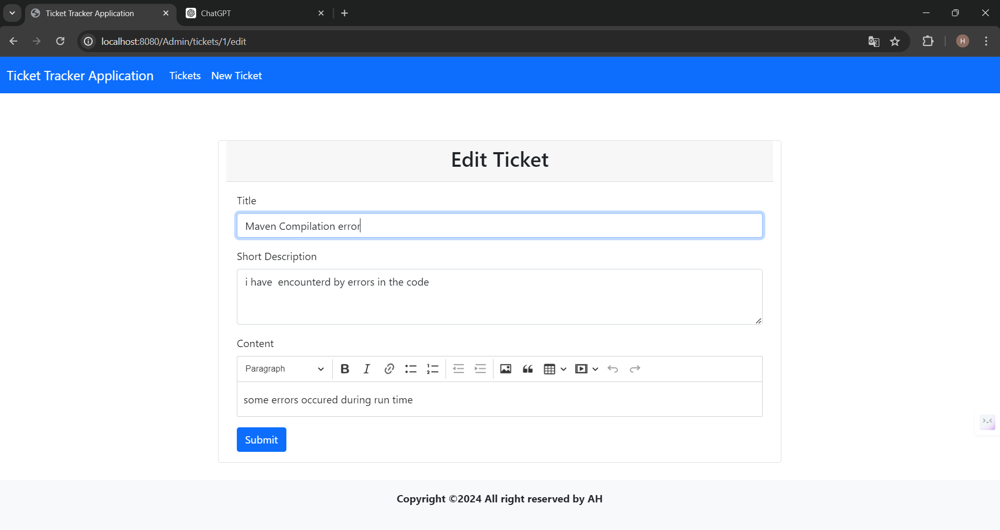 Ticket Tracker Application
ChatGPT
localhost:8080/Admin/tickets/1/edit
H
Ticket Tracker Application Tickets New Ticket
Edit Ticket
Title
Maven Compilation error
Short Description
i have  encounterd by errors in the code
Content
Paragraph
some errors occured during run time
Submit
Copyright ©2024 All right reserved by AH